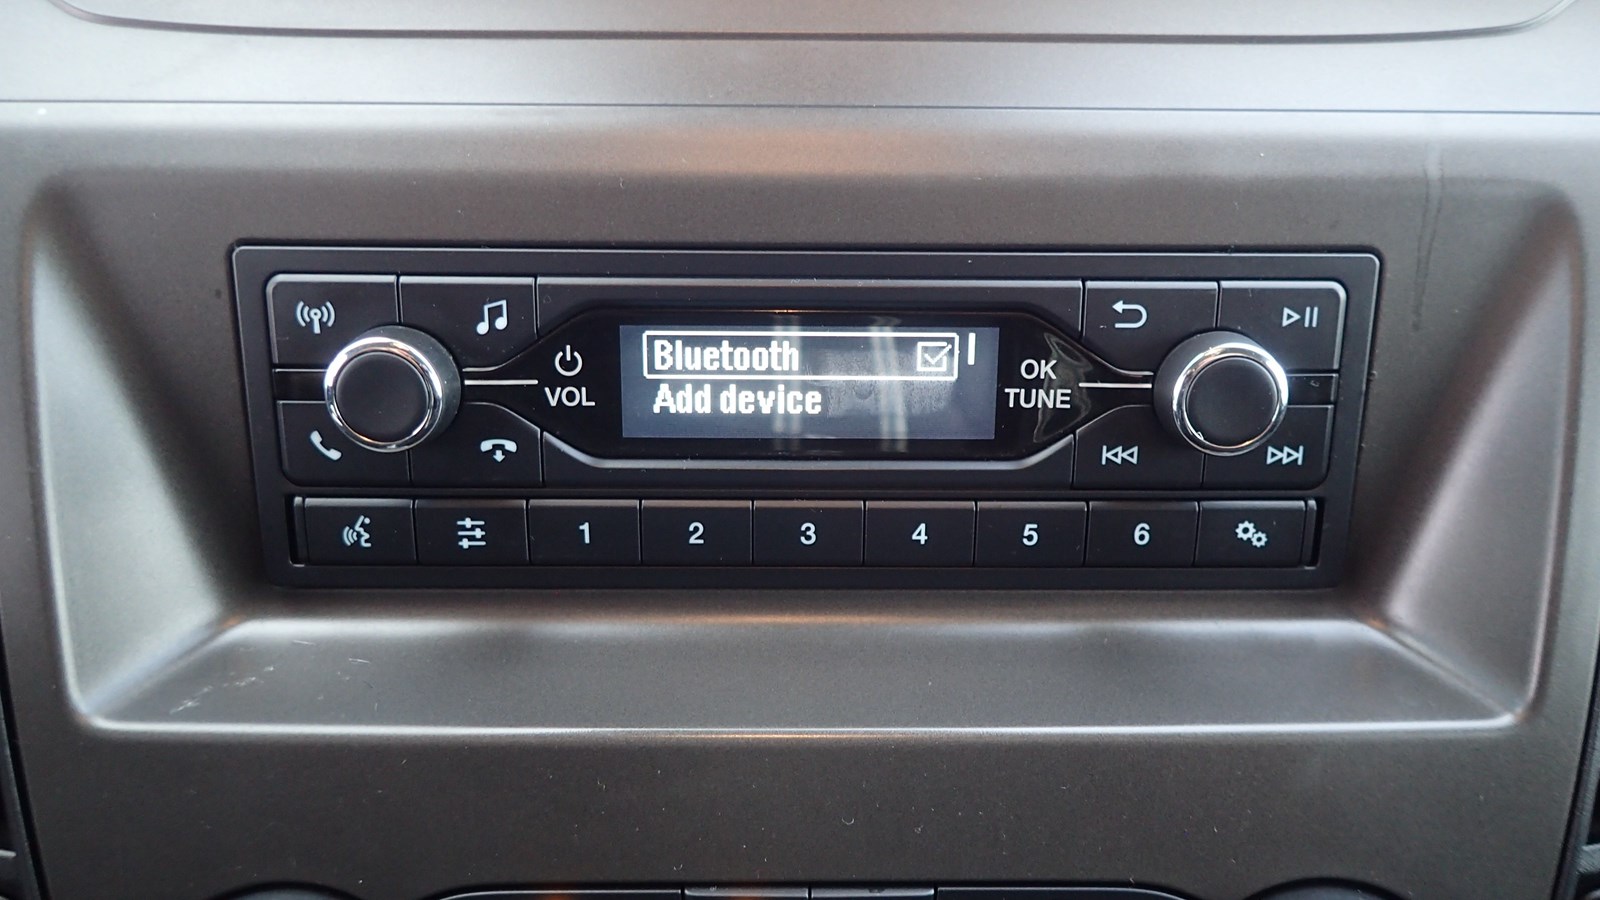 Bluetooth
Add device
VOL
OK
TUNE
1 2 3 4 5 6